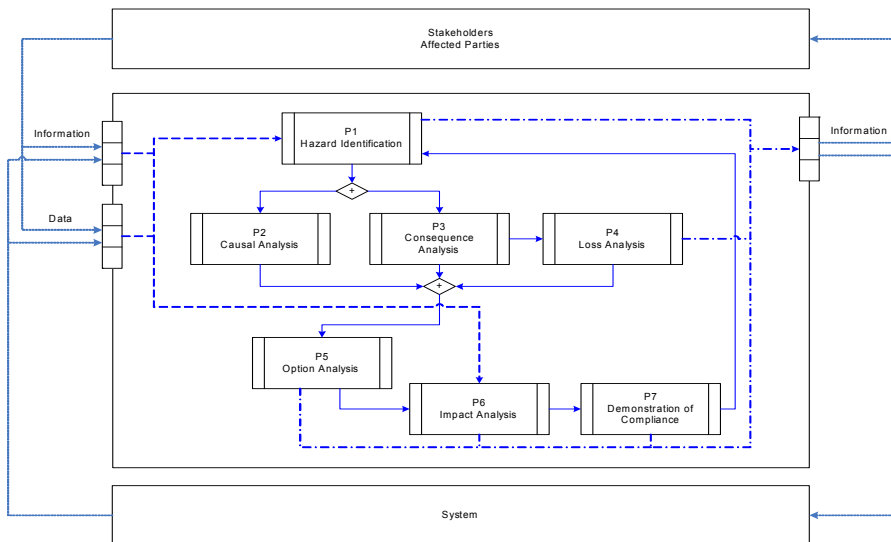 Stakeholders
Affected Parties
Information
P1
Hazard Identification
Information
+
Data
P2
Causal Analysis
P3
Consequence
Analysis
P4
Loss Analysis
+
P5
Option Analysis
P6
Impact Analysis
P7
Demonstration of
Compliance
System